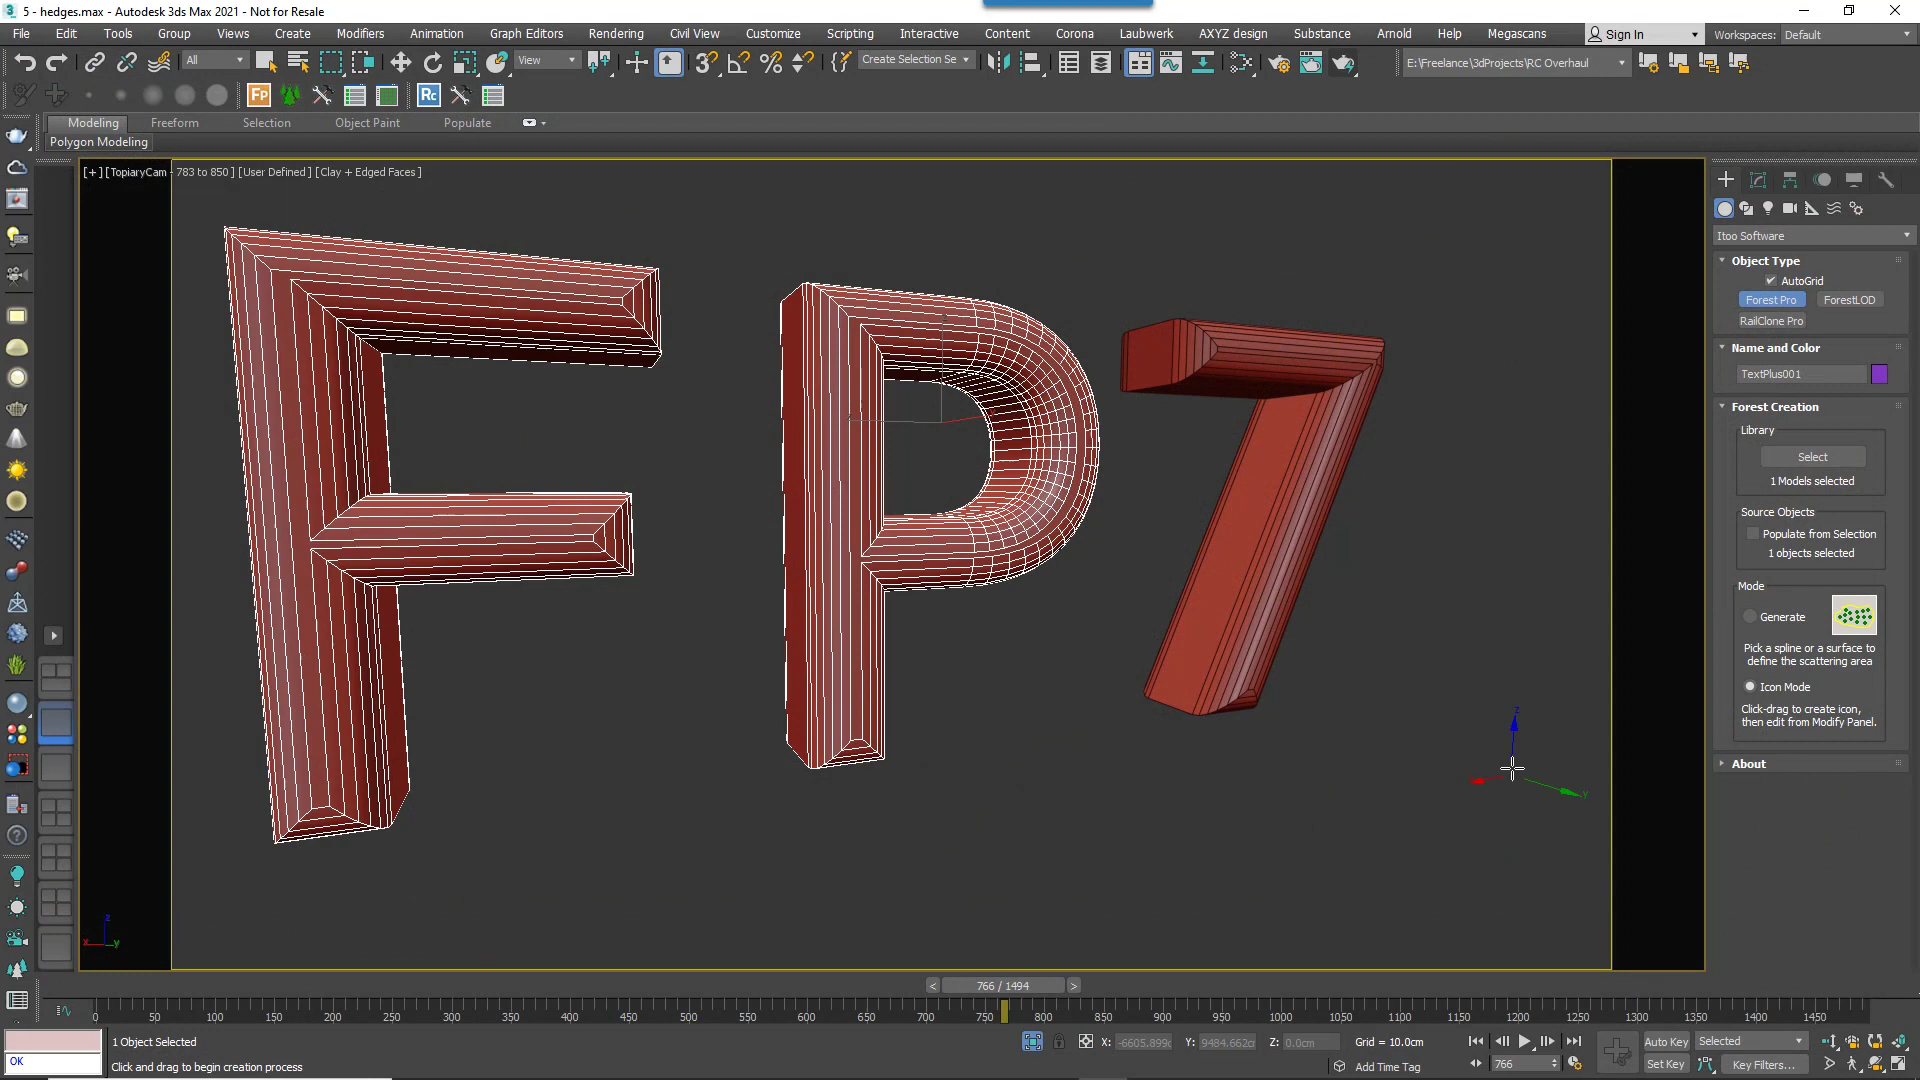 5 - hedges.max - Autodesk 3ds Max 2021 - Not for Resale
File Edit Tools Group Views Create Modifiers Animation Graph Editors Rendering Civil View Customize Scripting Interactive Content Corona Laubwerk AXYZ design Substance Arnold Help Megascans Sign In Workspaces: Default
All View Create Selection Se E:\Freelance\3dProjects\RC Overhaul
Fp Rc
Modeling Freeform Selection Object Paint Populate
Polygon Modeling
[+] [TopiaryCam - 783 to 850 ] [User Defined ] [Clay + Edged Faces ]
FP7
Itoo Software
Object Type
AutoGrid
Forest Pro ForestLOD
RailClone Pro
Name and Color
TextPlus001
Forest Creation
Library
Select
1 Models selected
Source Objects
Populate from Selection
1 objects selected
Mode
Generate
Pick a spline or a surface to
define the scattering area
Icon Mode
Click-drag to create icon,
then edit from Modify Panel.
About
z
y
z
x y
< 766 / 1494 >
0 50 100 150 200 250 300 350 400 450 500 550 600 650 700 750 800 850 900 950 1000 1050 1100 1150 1200 1250 1300 1350 1400 1450
1 Object Selected X: -6605.899c Y: 9484.662c Z: 0.0cm Grid = 10.0cm Auto Key Selected
OK
Click and drag to begin creation process Add Time Tag 766 Set Key Key Filters...